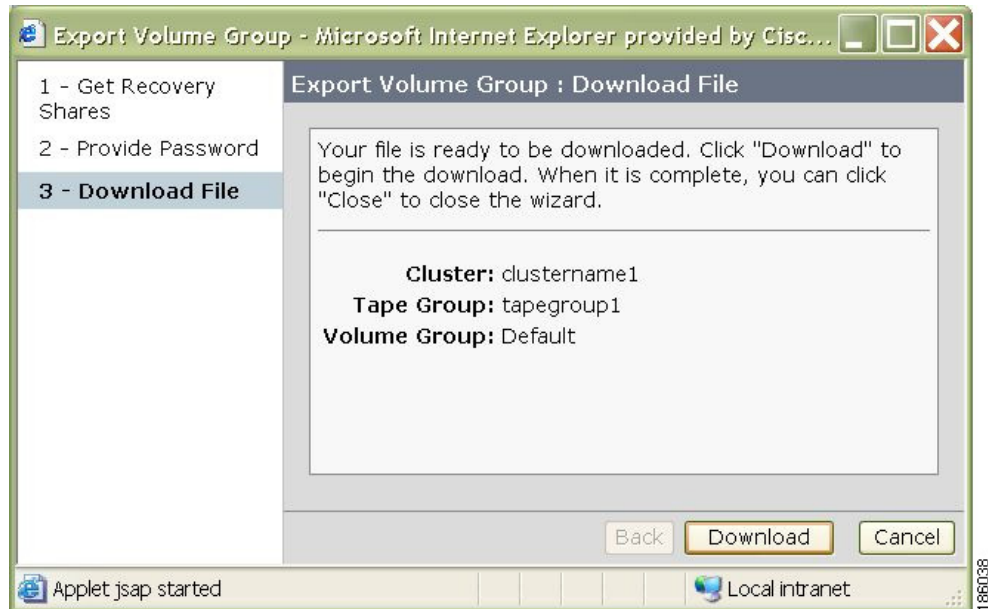 Export Volume Group - Microsoft Internet Explorer provided by Cisc...
1 - Get Recovery
Shares
2 - Provide Password
3 - Download File
Export Volume Group : Download File
Your file is ready to be downloaded. Click "Download" to
begin the download. When it is complete, you can click
"Close" to close the wizard.
Cluster: clustername1
Tape Group: tapegroup1
Volume Group: Default
Back
Download
Cancel
Applet jsap started
Local intranet
186038